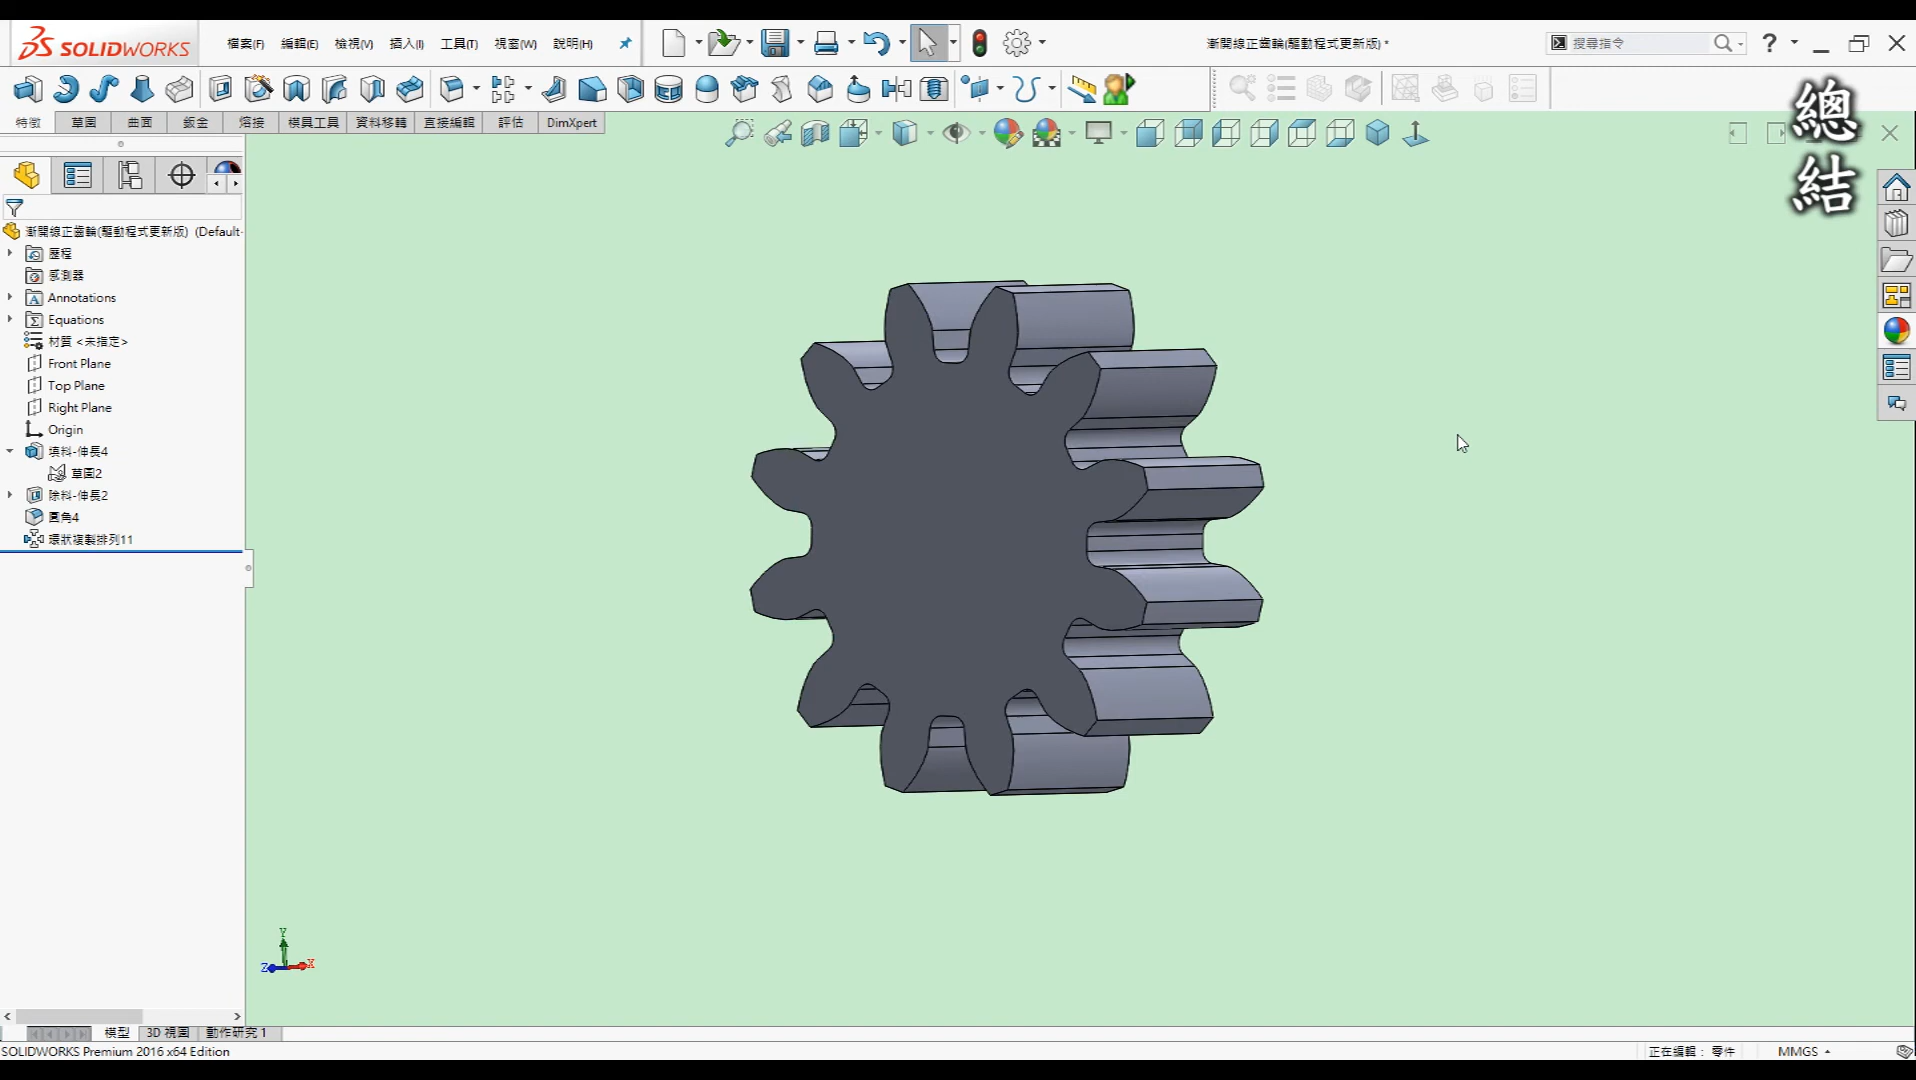 SOLIDWORKS
檔案(F) 編輯(E) 檢視(V) 插入(I) 工具(T) 視窗(W) 說明(H)
漸開線正齒輪(驅動程式更新版) *
搜尋指令
總結
特徵 草圖 曲面 鈑金 熔接 模具工具 資料移轉 直接編輯 評估 DimXpert
漸開線正齒輪(驅動程式更新版) (Default-
歷程
感測器
Annotations
Equations
材質 <未指定>
Front Plane
Top Plane
Right Plane
Origin
填料-伸長4
草圖2
除料-伸長2
圓角4
環狀複製排列11
Y
Z
X
模型 3D 視圖 動作研究 1
SOLIDWORKS Premium 2016 x64 Edition
正在編輯： 零件
MMGS